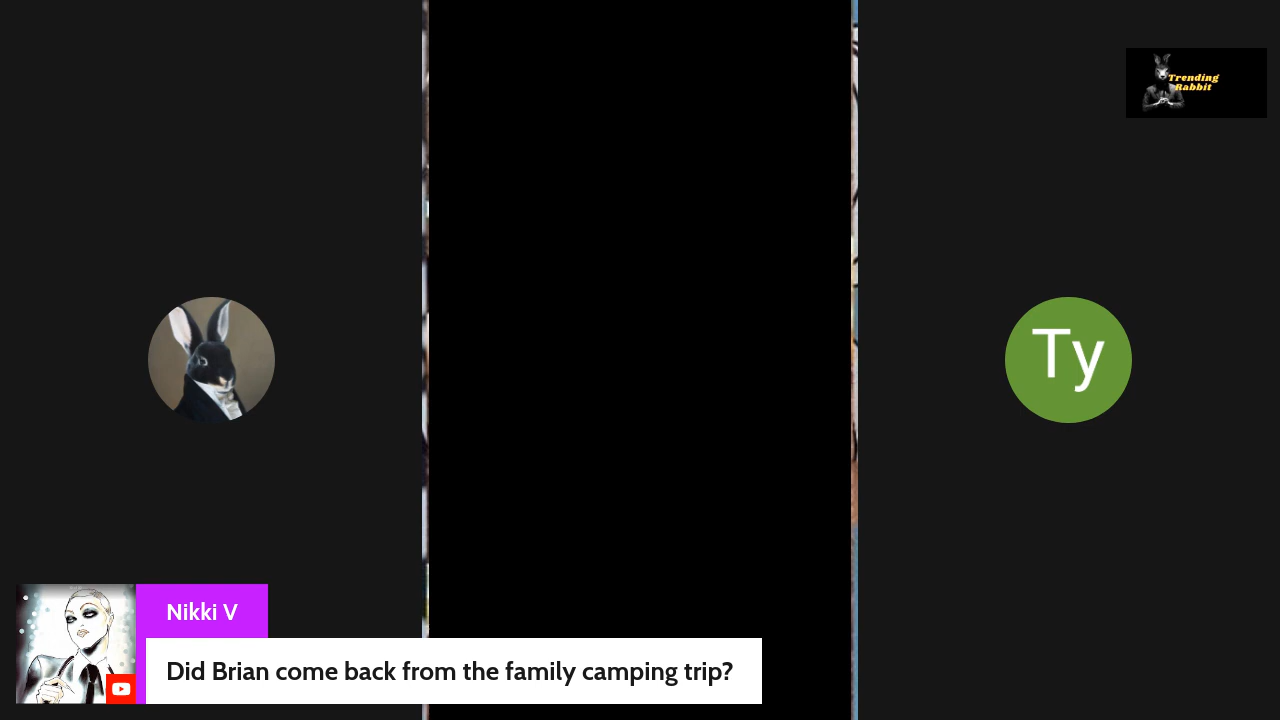 Trending
Rabbit
Ty
Nikki V
Did Brian come back from the family camping trip?